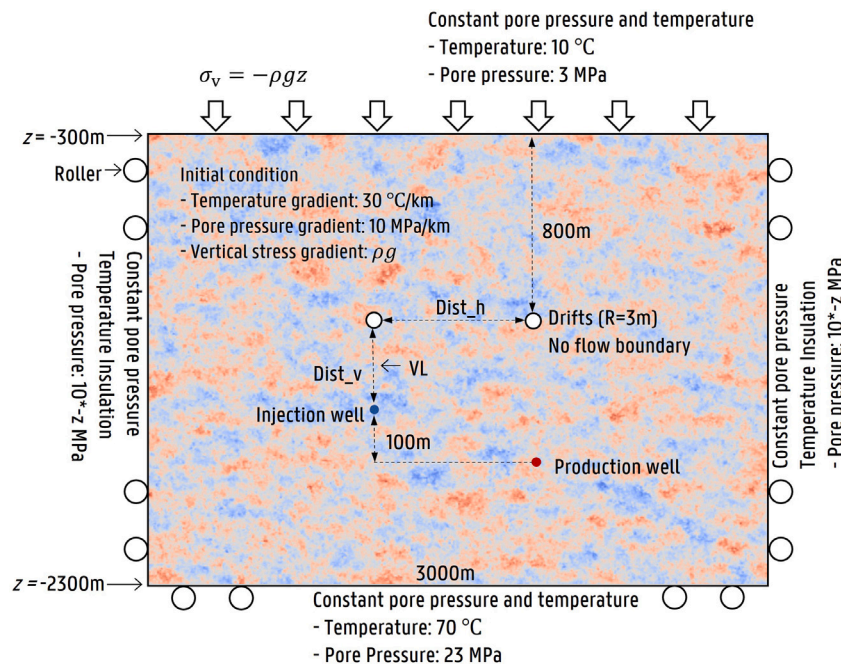 Constant pore pressure and temperature
- Temperature: 10 °C
- Pore pressure: 3 MPa
σv = −ρgz
z = -300m
Roller
Initial condition
- Temperature gradient: 30 °C/km
- Pore pressure gradient: 10 MPa/km
- Vertical stress gradient: ρg
800m
Constant pore pressure
Temperature Insulation
- Pore pressure: 10*-z MPa
Dist_h
Drifts (R=3m)
No flow boundary
Dist_v
VL
Injection well
100m
Production well
Constant pore pressure
Temperature Insulation
- Pore pressure: 10*-z MPa
z = -2300m
3000m
Constant pore pressure and temperature
- Temperature: 70 °C
- Pore Pressure: 23 MPa